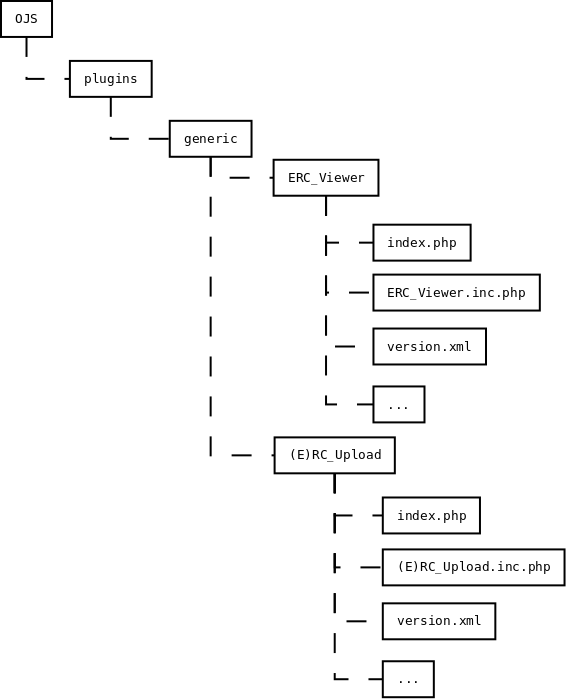 OJS
plugins
generic
ERC_Viewer
index.php
ERC_Viewer.inc.php
version.xml
...
(E)RC_Upload
index.php
(E)RC_Upload.inc.php
version.xml
...